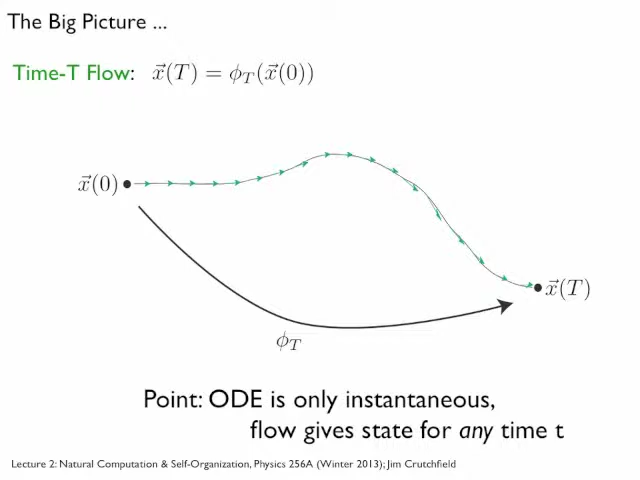 The Big Picture ...
Time-T Flow: x⃗(T) = ϕ_T(x⃗(0))
x⃗(0)
x⃗(T)
ϕ_T
Point: ODE is only instantaneous,
flow gives state for any time t
Lecture 2: Natural Computation & Self-Organization, Physics 256A (Winter 2013); Jim Crutchfield